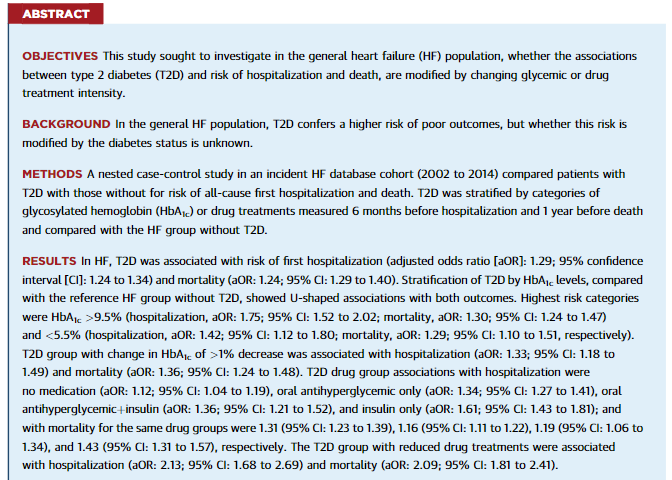 ABSTRACT
OBJECTIVES This study sought to investigate in the general heart failure (HF) population, whether the associations
between type 2 diabetes (T2D) and risk of hospitalization and death, are modified by changing glycemic or drug
treatment intensity.
BACKGROUND In the general HF population, T2D confers a higher risk of poor outcomes, but whether this risk is
modified by the diabetes status is unknown.
METHODS A nested case-control study in an incident HF database cohort (2002 to 2014) compared patients with
T2D with those without for risk of all-cause first hospitalization and death. T2D was stratified by categories of
glycosylated hemoglobin (HbA1c) or drug treatments measured 6 months before hospitalization and 1 year before death
and compared with the HF group without T2D.
RESULTS In HF, T2D was associated with risk of first hospitalization (adjusted odds ratio [aOR]: 1.29; 95% confidence
interval [CI]: 1.24 to 1.34) and mortality (aOR: 1.24; 95% CI: 1.29 to 1.40). Stratification of T2D by HbA1c levels, compared
with the reference HF group without T2D, showed U-shaped associations with both outcomes. Highest risk categories
were HbA1c >9.5% (hospitalization, aOR: 1.75; 95% CI: 1.52 to 2.02; mortality, aOR: 1.30; 95% CI: 1.24 to 1.47)
and <5.5% (hospitalization, aOR: 1.42; 95% CI: 1.12 to 1.80; mortality, aOR: 1.29; 95% CI: 1.10 to 1.51, respectively).
T2D group with change in HbA1c of >1% decrease was associated with hospitalization (aOR: 1.33; 95% CI: 1.18 to
1.49) and mortality (aOR: 1.36; 95% CI: 1.24 to 1.48). T2D drug group associations with hospitalization were
no medication (aOR: 1.12; 95% CI: 1.04 to 1.19), oral antihyperglycemic only (aOR: 1.34; 95% CI: 1.27 to 1.41), oral
antihyperglycemic+insulin (aOR: 1.36; 95% CI: 1.21 to 1.52), and insulin only (aOR: 1.61; 95% CI: 1.43 to 1.81); and
with mortality for the same drug groups were 1.31 (95% CI: 1.23 to 1.39), 1.16 (95% CI: 1.11 to 1.22), 1.19 (95% CI: 1.06 to
1.34), and 1.43 (95% CI: 1.31 to 1.57), respectively. The T2D group with reduced drug treatments were associated
with hospitalization (aOR: 2.13; 95% CI: 1.68 to 2.69) and mortality (aOR: 2.09; 95% CI: 1.81 to 2.41).